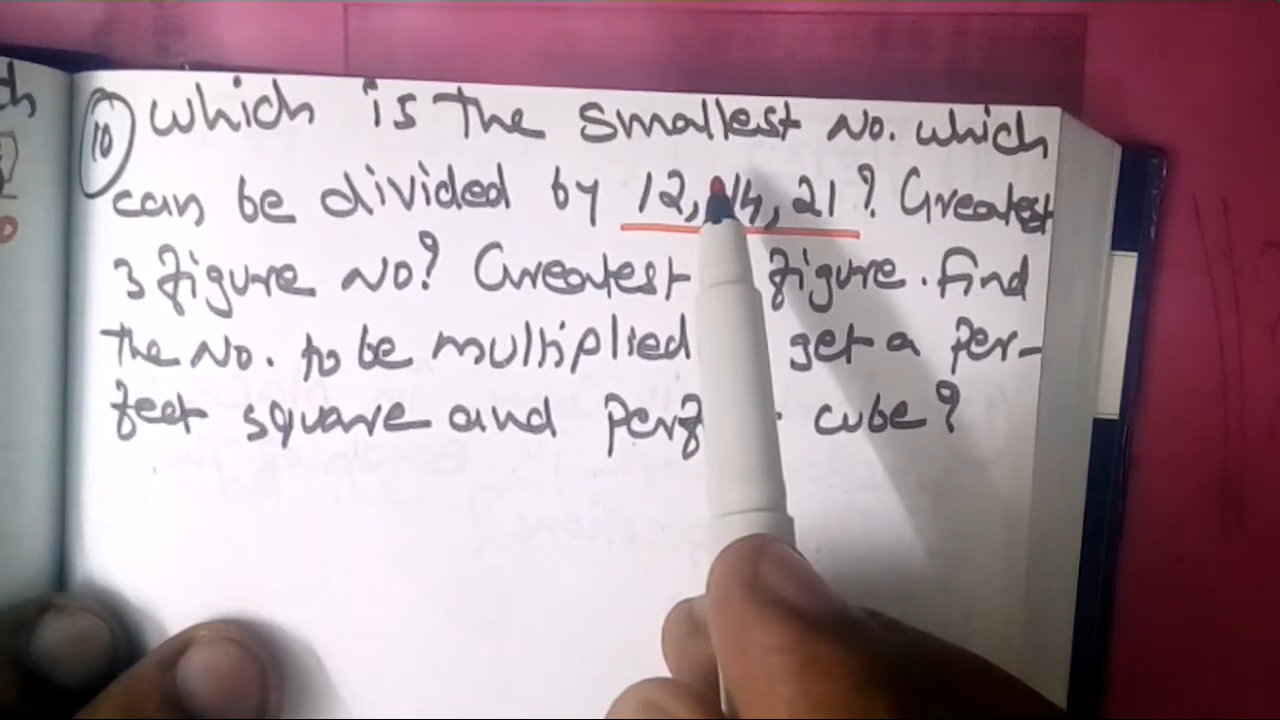 10 which is the smallest No. which
can be divided by 12, 14, 21? Greatest
3 figure No? Greatest figure. find
the No. to be multiplied get a per-
fect square and cube?